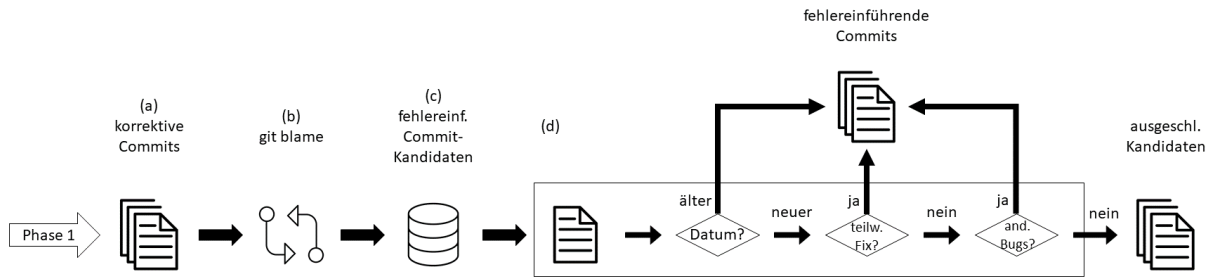 fehlereinführende
Commits
(a)
korrektive
Commits
(b)
git blame
(c)
fehlereinf.
Commit-
Kandidaten
(d)
ausgeschl.
Kandidaten
Phase 1
älter
Datum?
neuer
ja
teilw.
Fix?
nein
ja
and.
Bugs?
nein